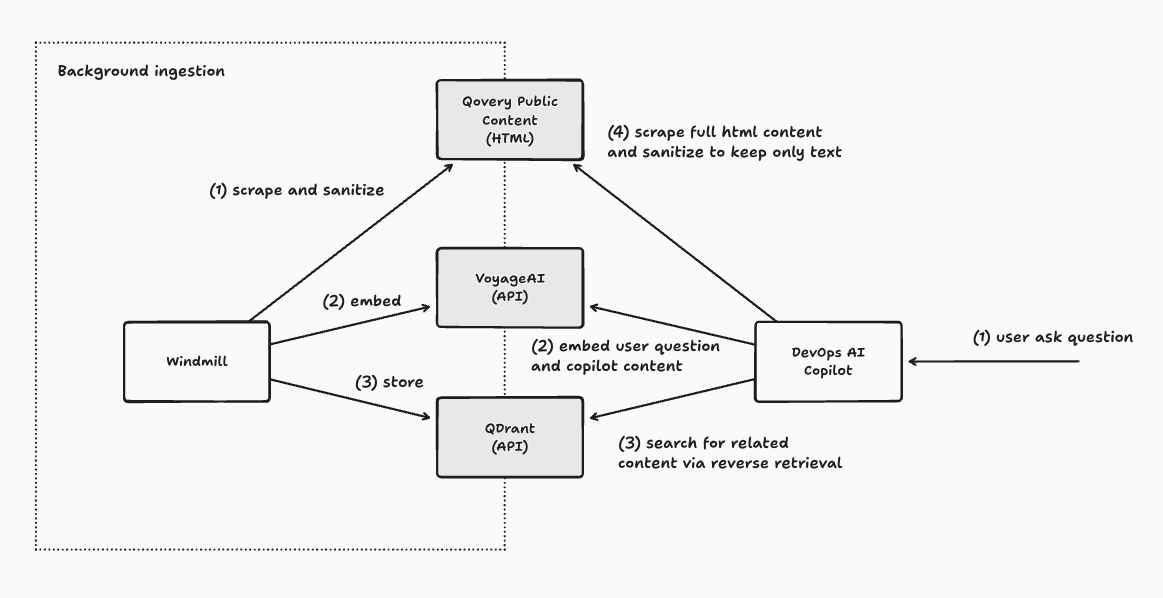 Background ingestion
Qovery Public
Content
(HTML)
(4) scrape full html content
and sanitize to keep only text
(1) scrape and sanitize
VoyageAI
(API)
(2) embed
(1) user ask question
(2) embed user question
and copilot content
Windmill
DevOps AI
Copilot
(3) store
QDrant
(API)
(3) search for related
content via reverse retrieval